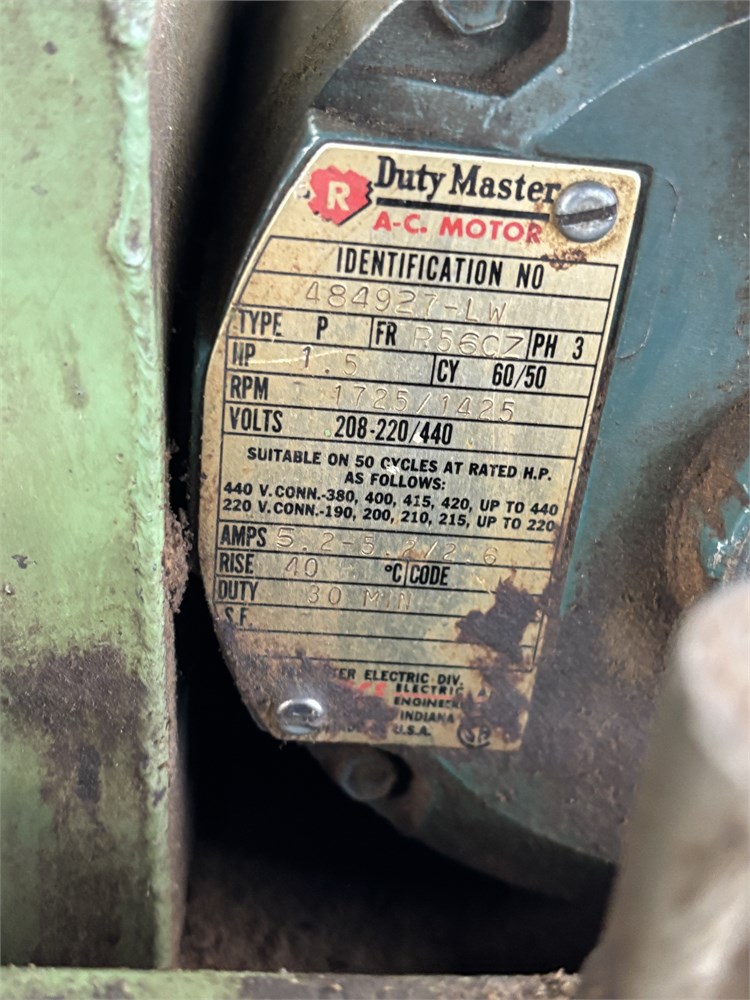 R Duty Master
A-C. MOTOR
IDENTIFICATION NO
484927-LW
TYPE P FR R56CZ PH 3
HP 1.5 CY 60/50
RPM 1725/1425
VOLTS 208-220/440
SUITABLE ON 50 CYCLES AT RATED H.P.
AS FOLLOWS:
440 V.CONN.-380, 400, 415, 420, UP TO 440
220 V.CONN.-190, 200, 210, 215, UP TO 220
AMPS 5.2-5.2/2.6
RISE 40 °C CODE
DUTY 30 MIN
S.F.
ELECTRIC DIV.
ELECTRIC
INDIANA
U.S.A.